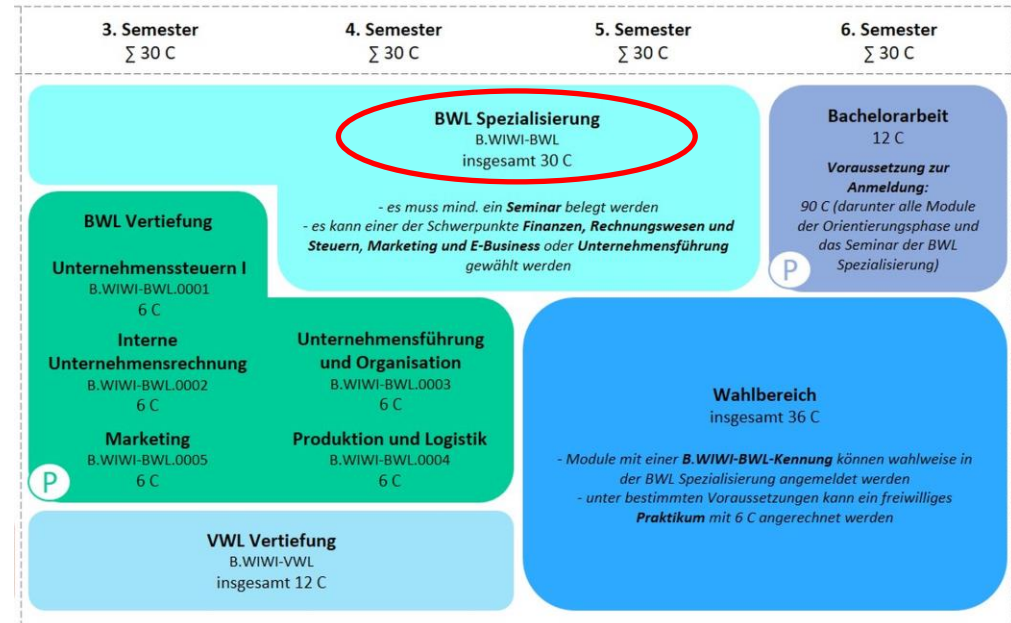 3. Semester
∑ 30 C
4. Semester
∑ 30 C
5. Semester
∑ 30 C
6. Semester
∑ 30 C
BWL Spezialisierung
B.WIWI-BWL
insgesamt 30 C
- es muss mind. ein Seminar belegt werden
- es kann einer der Schwerpunkte Finanzen, Rechnungswesen und
Steuern, Marketing und E-Business oder Unternehmensführung
gewählt werden
Bachelorarbeit
12 C
Voraussetzung zur
Anmeldung:
90 C (darunter alle Module
der Orientierungsphase und
das Seminar der BWL
Spezialisierung)
P
BWL Vertiefung
Unternehmenssteuern I
B.WIWI-BWL.0001
6 C
Interne
Unternehmensrechnung
B.WIWI-BWL.0002
6 C
Marketing
B.WIWI-BWL.0005
6 C
Unternehmensführung
und Organisation
B.WIWI-BWL.0003
6 C
Produktion und Logistik
B.WIWI-BWL.0004
6 C
P
Wahlbereich
insgesamt 36 C
- Module mit einer B.WIWI-BWL-Kennung können wahlweise in
der BWL Spezialisierung angemeldet werden
- unter bestimmten Voraussetzungen kann ein freiwilliges
Praktikum mit 6 C angerechnet werden
VWL Vertiefung
B.WIWI-VWL
insgesamt 12 C